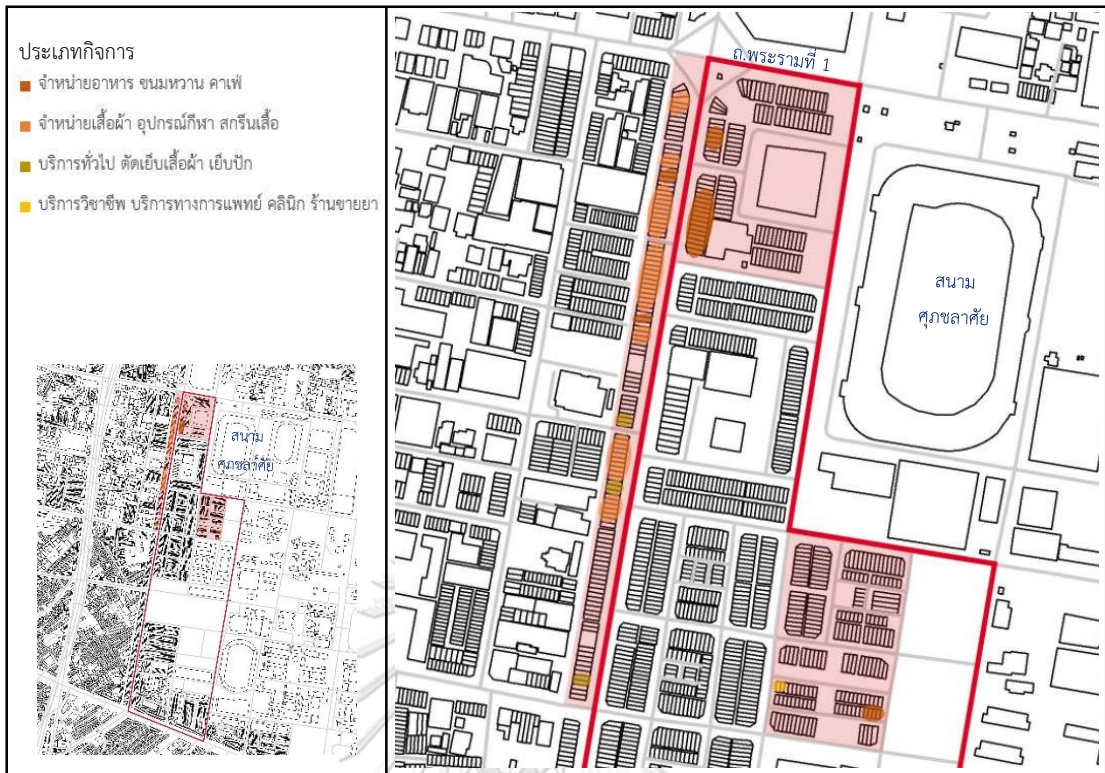 ประเภทกิจการ
จำหน่ายอาหาร ขนมหวาน คาเฟ่
จำหน่ายเสื้อผ้า อุปกรณ์กีฬา สกรีนเสื้อ
บริการทั่วไป ตัดเย็บเสื้อผ้า เย็บปัก
บริการวิชาชีพ บริการทางการแพทย์ คลินิก ร้านขายยา
สนาม
ศุภชลาศัย
ถ.พระรามที่ 1
สนาม
ศุภชลาศัย